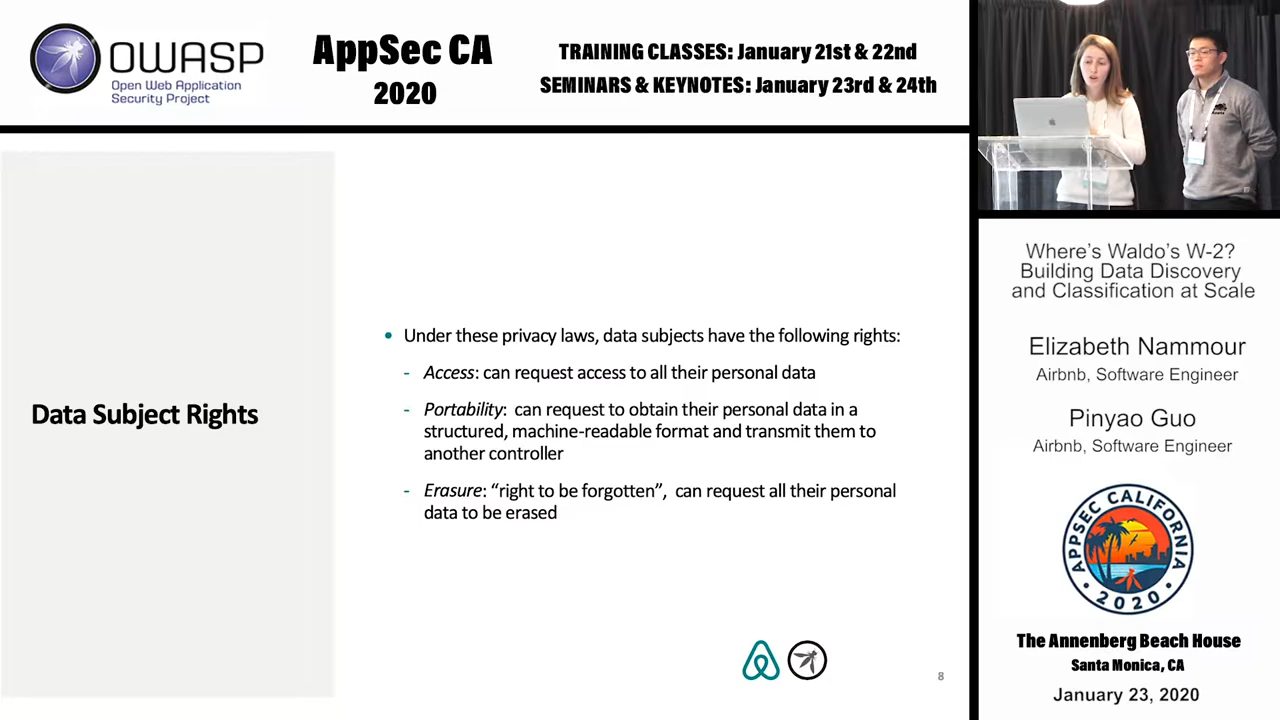 OWASP
Open Web Application
Security Project
AppSec CA
2020
TRAINING CLASSES: January 21st & 22nd
SEMINARS & KEYNOTES: January 23rd & 24th
Data Subject Rights
• Under these privacy laws, data subjects have the following rights:
- Access: can request access to all their personal data
- Portability: can request to obtain their personal data in a
structured, machine-readable format and transmit them to
another controller
- Erasure: “right to be forgotten”, can request all their personal
data to be erased
8
Where’s Waldo’s W-2?
Building Data Discovery
and Classification at Scale
Elizabeth Nammour
Airbnb, Software Engineer
Pinyao Guo
Airbnb, Software Engineer
APPSEC CALIFORNIA
• 2020 •
The Annenberg Beach House
Santa Monica, CA
January 23, 2020